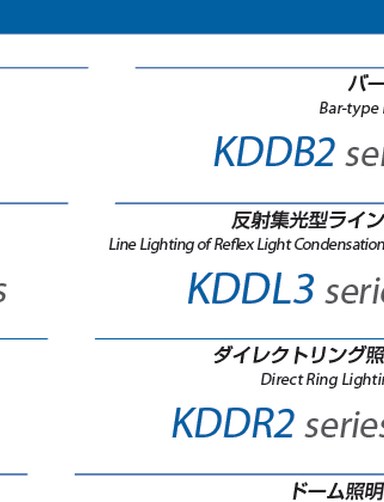 バー
Bar-type
KDDB2 se
反射集光型ライン
Line Lighting of Reflex Light Condensation
s
KDDL3 serie
ダイレクトリング照
Direct Ring Lighti
KDDR2 series
ドーム照明